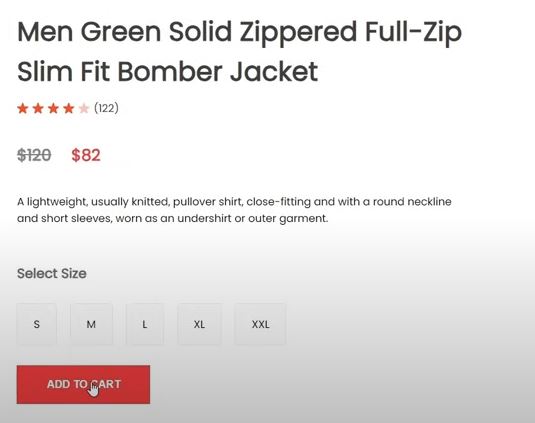 Men Green Solid Zippered Full-Zip
Slim Fit Bomber Jacket
(122)
$120 $82
A lightweight, usually knitted, pullover shirt, close-fitting and with a round neckline
and short sleeves, worn as an undershirt or outer garment.
Select Size
S M L XL XXL
ADD TO CART